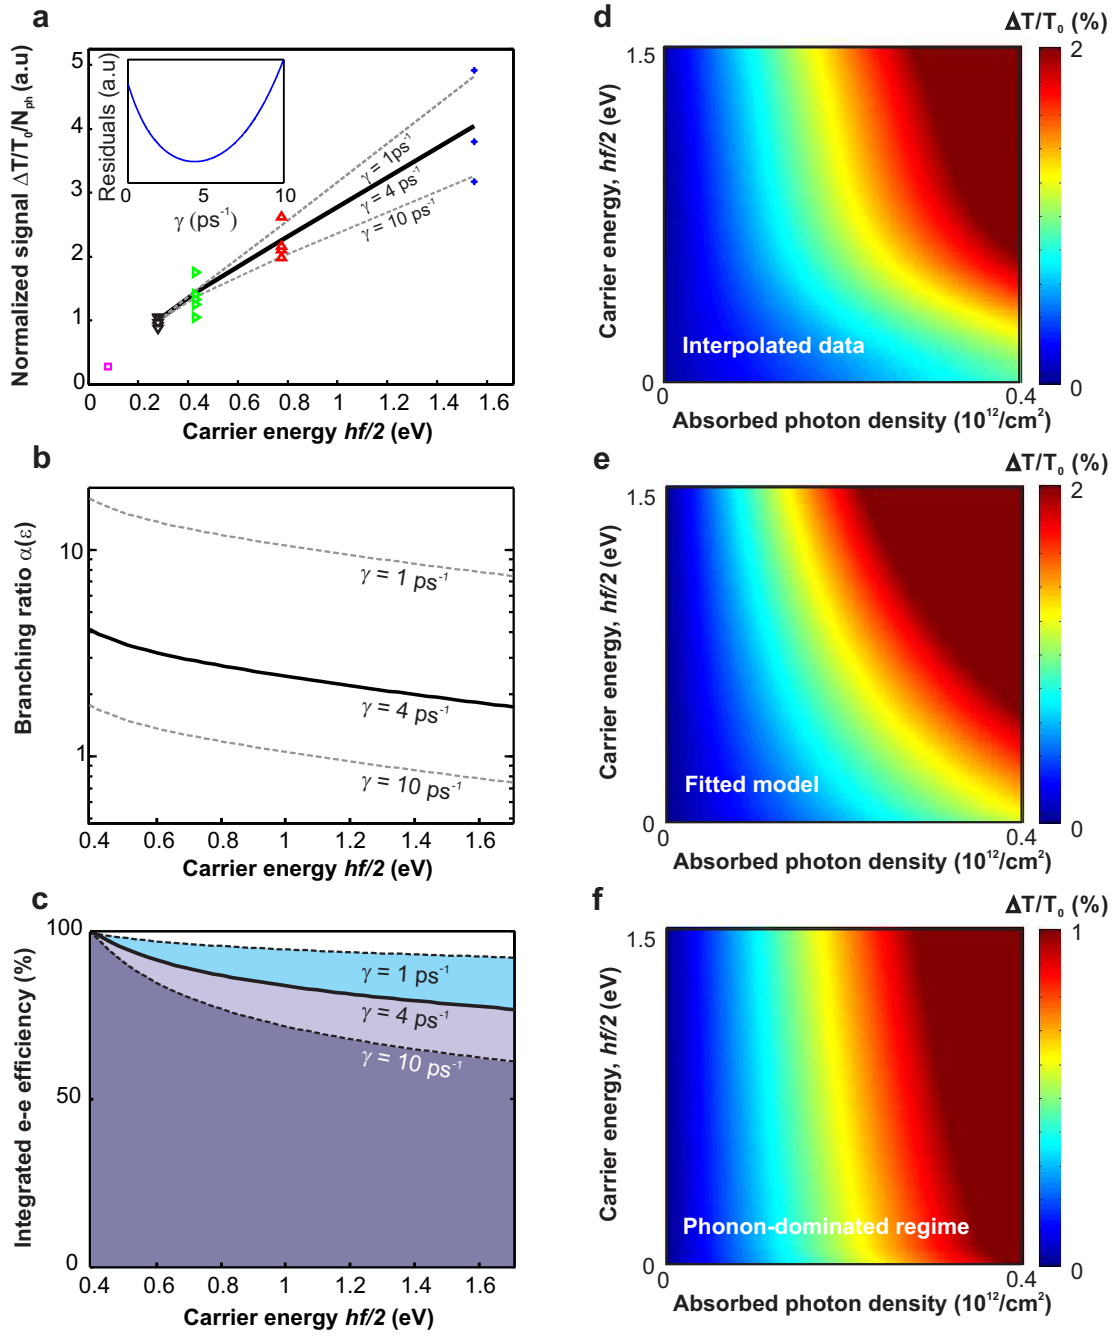 a
Normalized signal ΔT/T₀/Nₚₕ (a.u)
5
4
3
2
1
0
Residuals (a.u)
0 5 10
γ (ps⁻¹)
γ = 1ps⁻¹
γ = 4 ps⁻¹
γ = 10 ps⁻¹
0 0.2 0.4 0.6 0.8 1 1.2 1.4 1.6
Carrier energy hf/2 (eV)
b
Branching ratio α(ε)
10
1
γ = 1 ps⁻¹
γ = 4 ps⁻¹
γ = 10 ps⁻¹
0.4 0.6 0.8 1 1.2 1.4 1.6
Carrier energy hf/2 (eV)
c
Integrated e-e efficiency (%)
100
50
0
γ = 1 ps⁻¹
γ = 4 ps⁻¹
γ = 10 ps⁻¹
0.4 0.6 0.8 1 1.2 1.4 1.6
Carrier energy hf/2 (eV)
d
ΔT/T₀ (%)
Carrier energy, hf/2 (eV)
1.5
0
Interpolated data
2
0
0 0.4
Absorbed photon density (10¹²/cm²)
e
ΔT/T₀ (%)
Carrier energy, hf/2 (eV)
1.5
0
Fitted model
2
0
0 0.4
Absorbed photon density (10¹²/cm²)
f
ΔT/T₀ (%)
Carrier energy, hf/2 (eV)
1.5
0
Phonon-dominated regime
1
0
0.4
Absorbed photon density (10¹²/cm²)